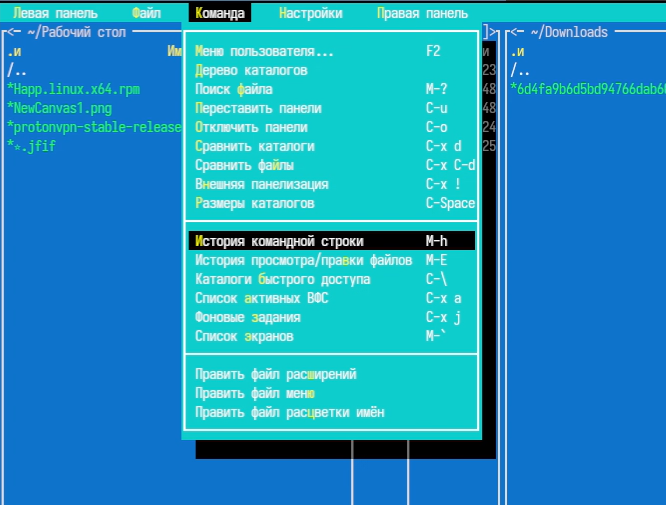 Левая панель Файл Команда Настройки Правая панель
<─ ~/Рабочий стол ]> <─ ~/Downloads
.и Им и .и
/.. 23 /..
*Happ.linux.x64.rpm 48 *6d4fa9b6d5bd94766dab6
*NewCanvas1.png 48
*protonvpn-stable-release 24
*☆.jfif 25
Меню пользователя... F2
Дерево каталогов
Поиск файла M-?
Переставить панели C-u
Отключить панели C-o
Сравнить каталоги C-x d
Сравнить файлы C-x C-d
Внешняя панелизация C-x !
Размеры каталогов C-Space
История командной строки M-h
История просмотра/правки файлов M-E
Каталоги быстрого доступа C-\
Список активных ВФС C-x a
Фоновые задания C-x j
Список экранов M-`
Править файл расширений
Править файл меню
Править файл расцветки имён